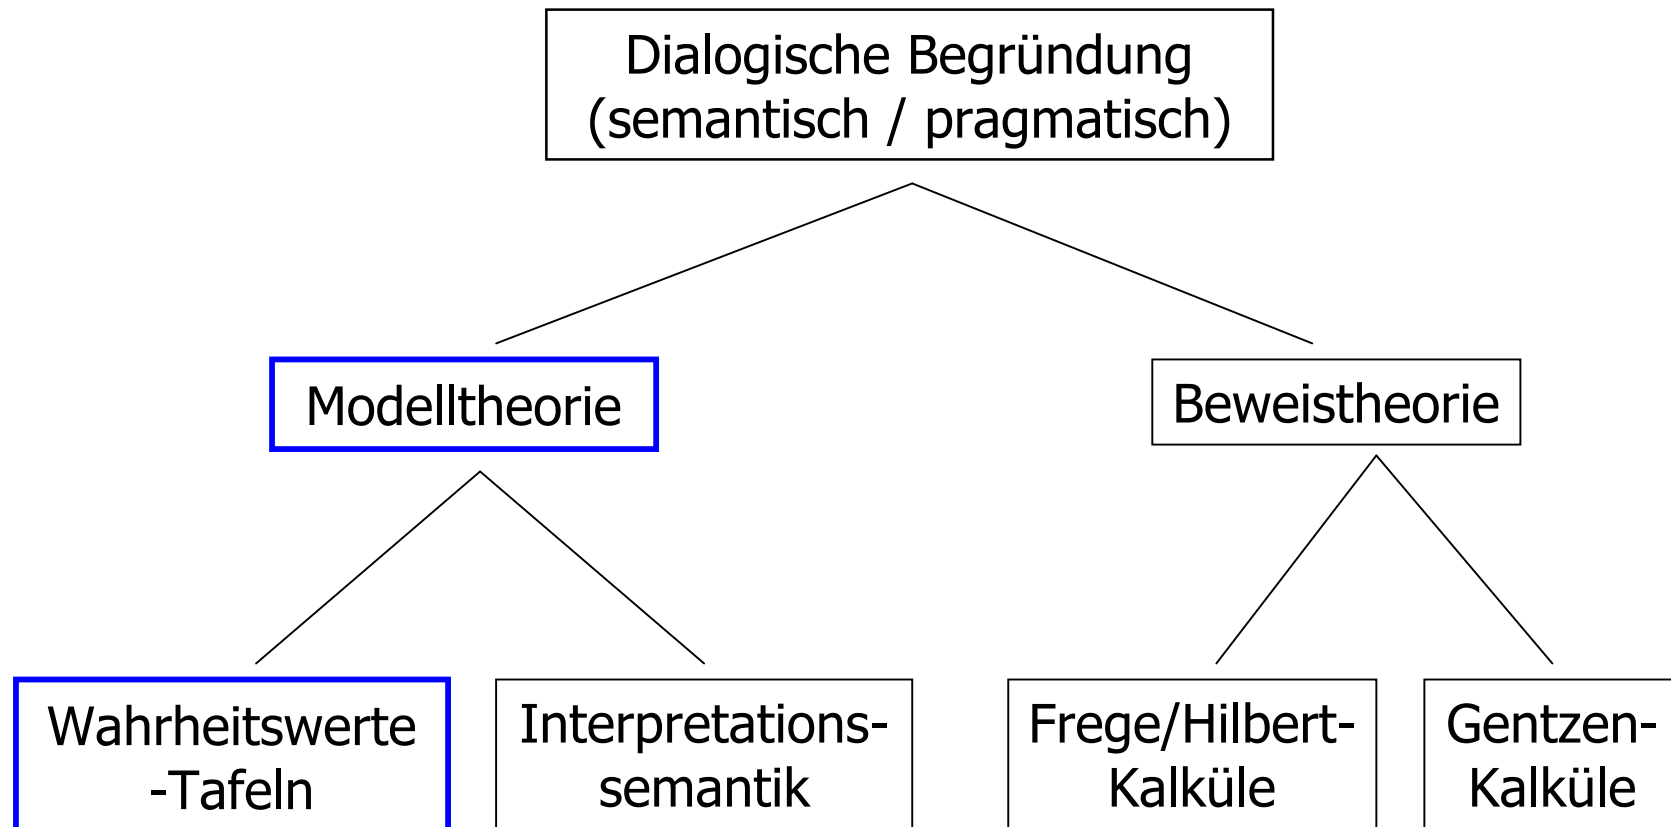 Dialogische Begründung
(semantisch / pragmatisch)
Modelltheorie
Beweistheorie
Wahrheitswerte
-Tafeln
Interpretations-
semantik
Frege/Hilbert-
Kalküle
Gentzen-
Kalküle